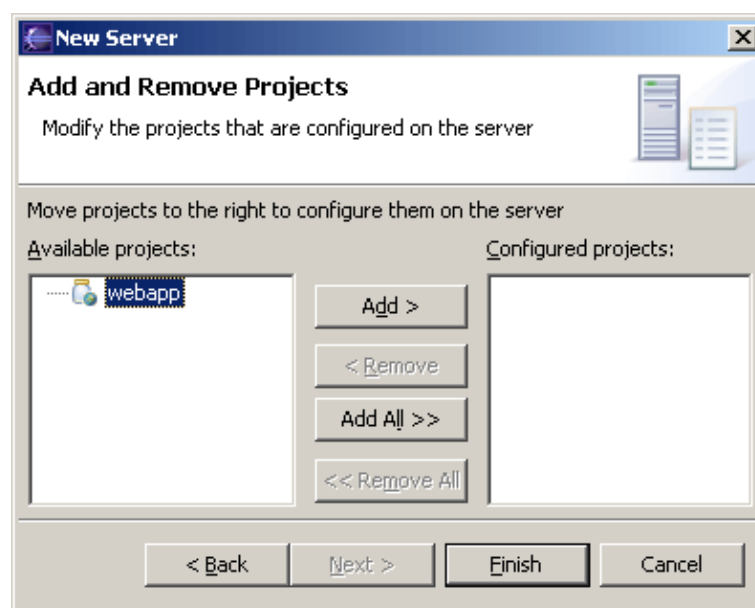 New Server
Add and Remove Projects
Modify the projects that are configured on the server
Move projects to the right to configure them on the server
Available projects:
Configured projects:
webapp
Add >
< Remove
Add All >>
<< Remove All
< Back
Next >
Finish
Cancel